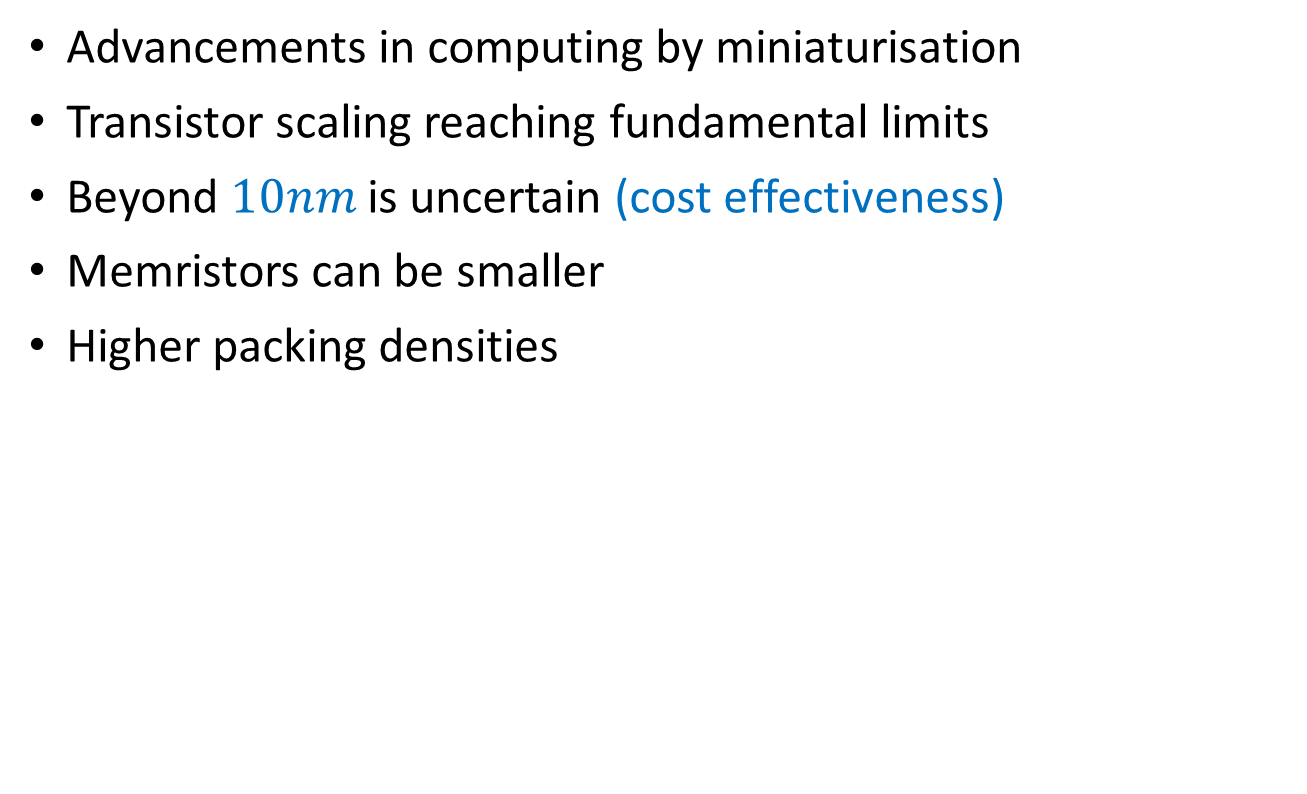 • Advancements in computing by miniaturisation
• Transistor scaling reaching fundamental limits
• Beyond 10nm is uncertain (cost effectiveness)
• Memristors can be smaller
• Higher packing densities